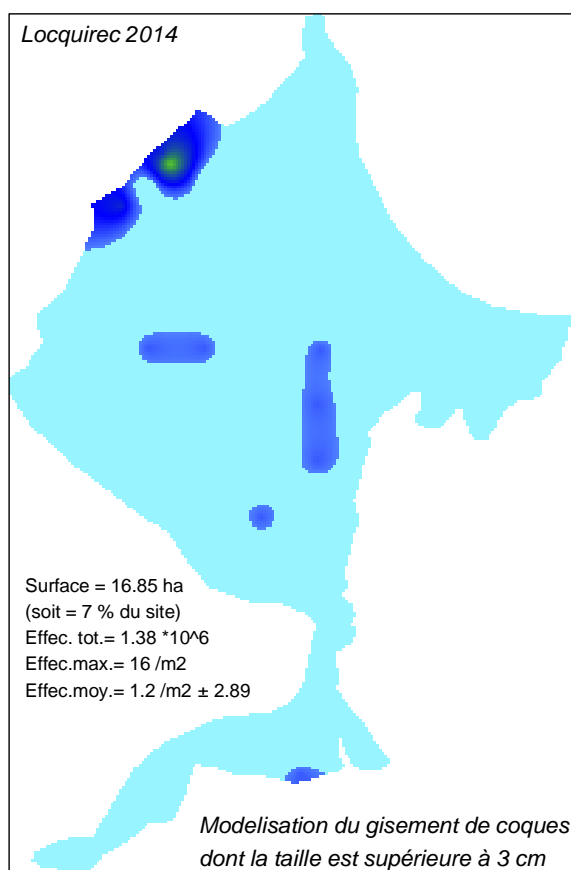 Locquirec 2014
Surface = 16.85 ha
(soit = 7 % du site)
Effec. tot.= 1.38 *10^6
Effec.max.= 16 /m2
Effec.moy.= 1.2 /m2 ± 2.89
Modelisation du gisement de coques
dont la taille est supérieure à 3 cm